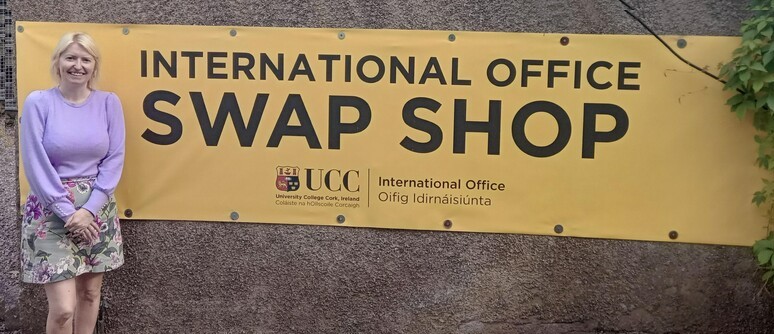 INTERNATIONAL OFFICE
SWAP SHOP
UCC
University College Cork, Ireland
Coláiste na hOllscoile Corcaigh
International Office
Oifig Idirnáisiúnta